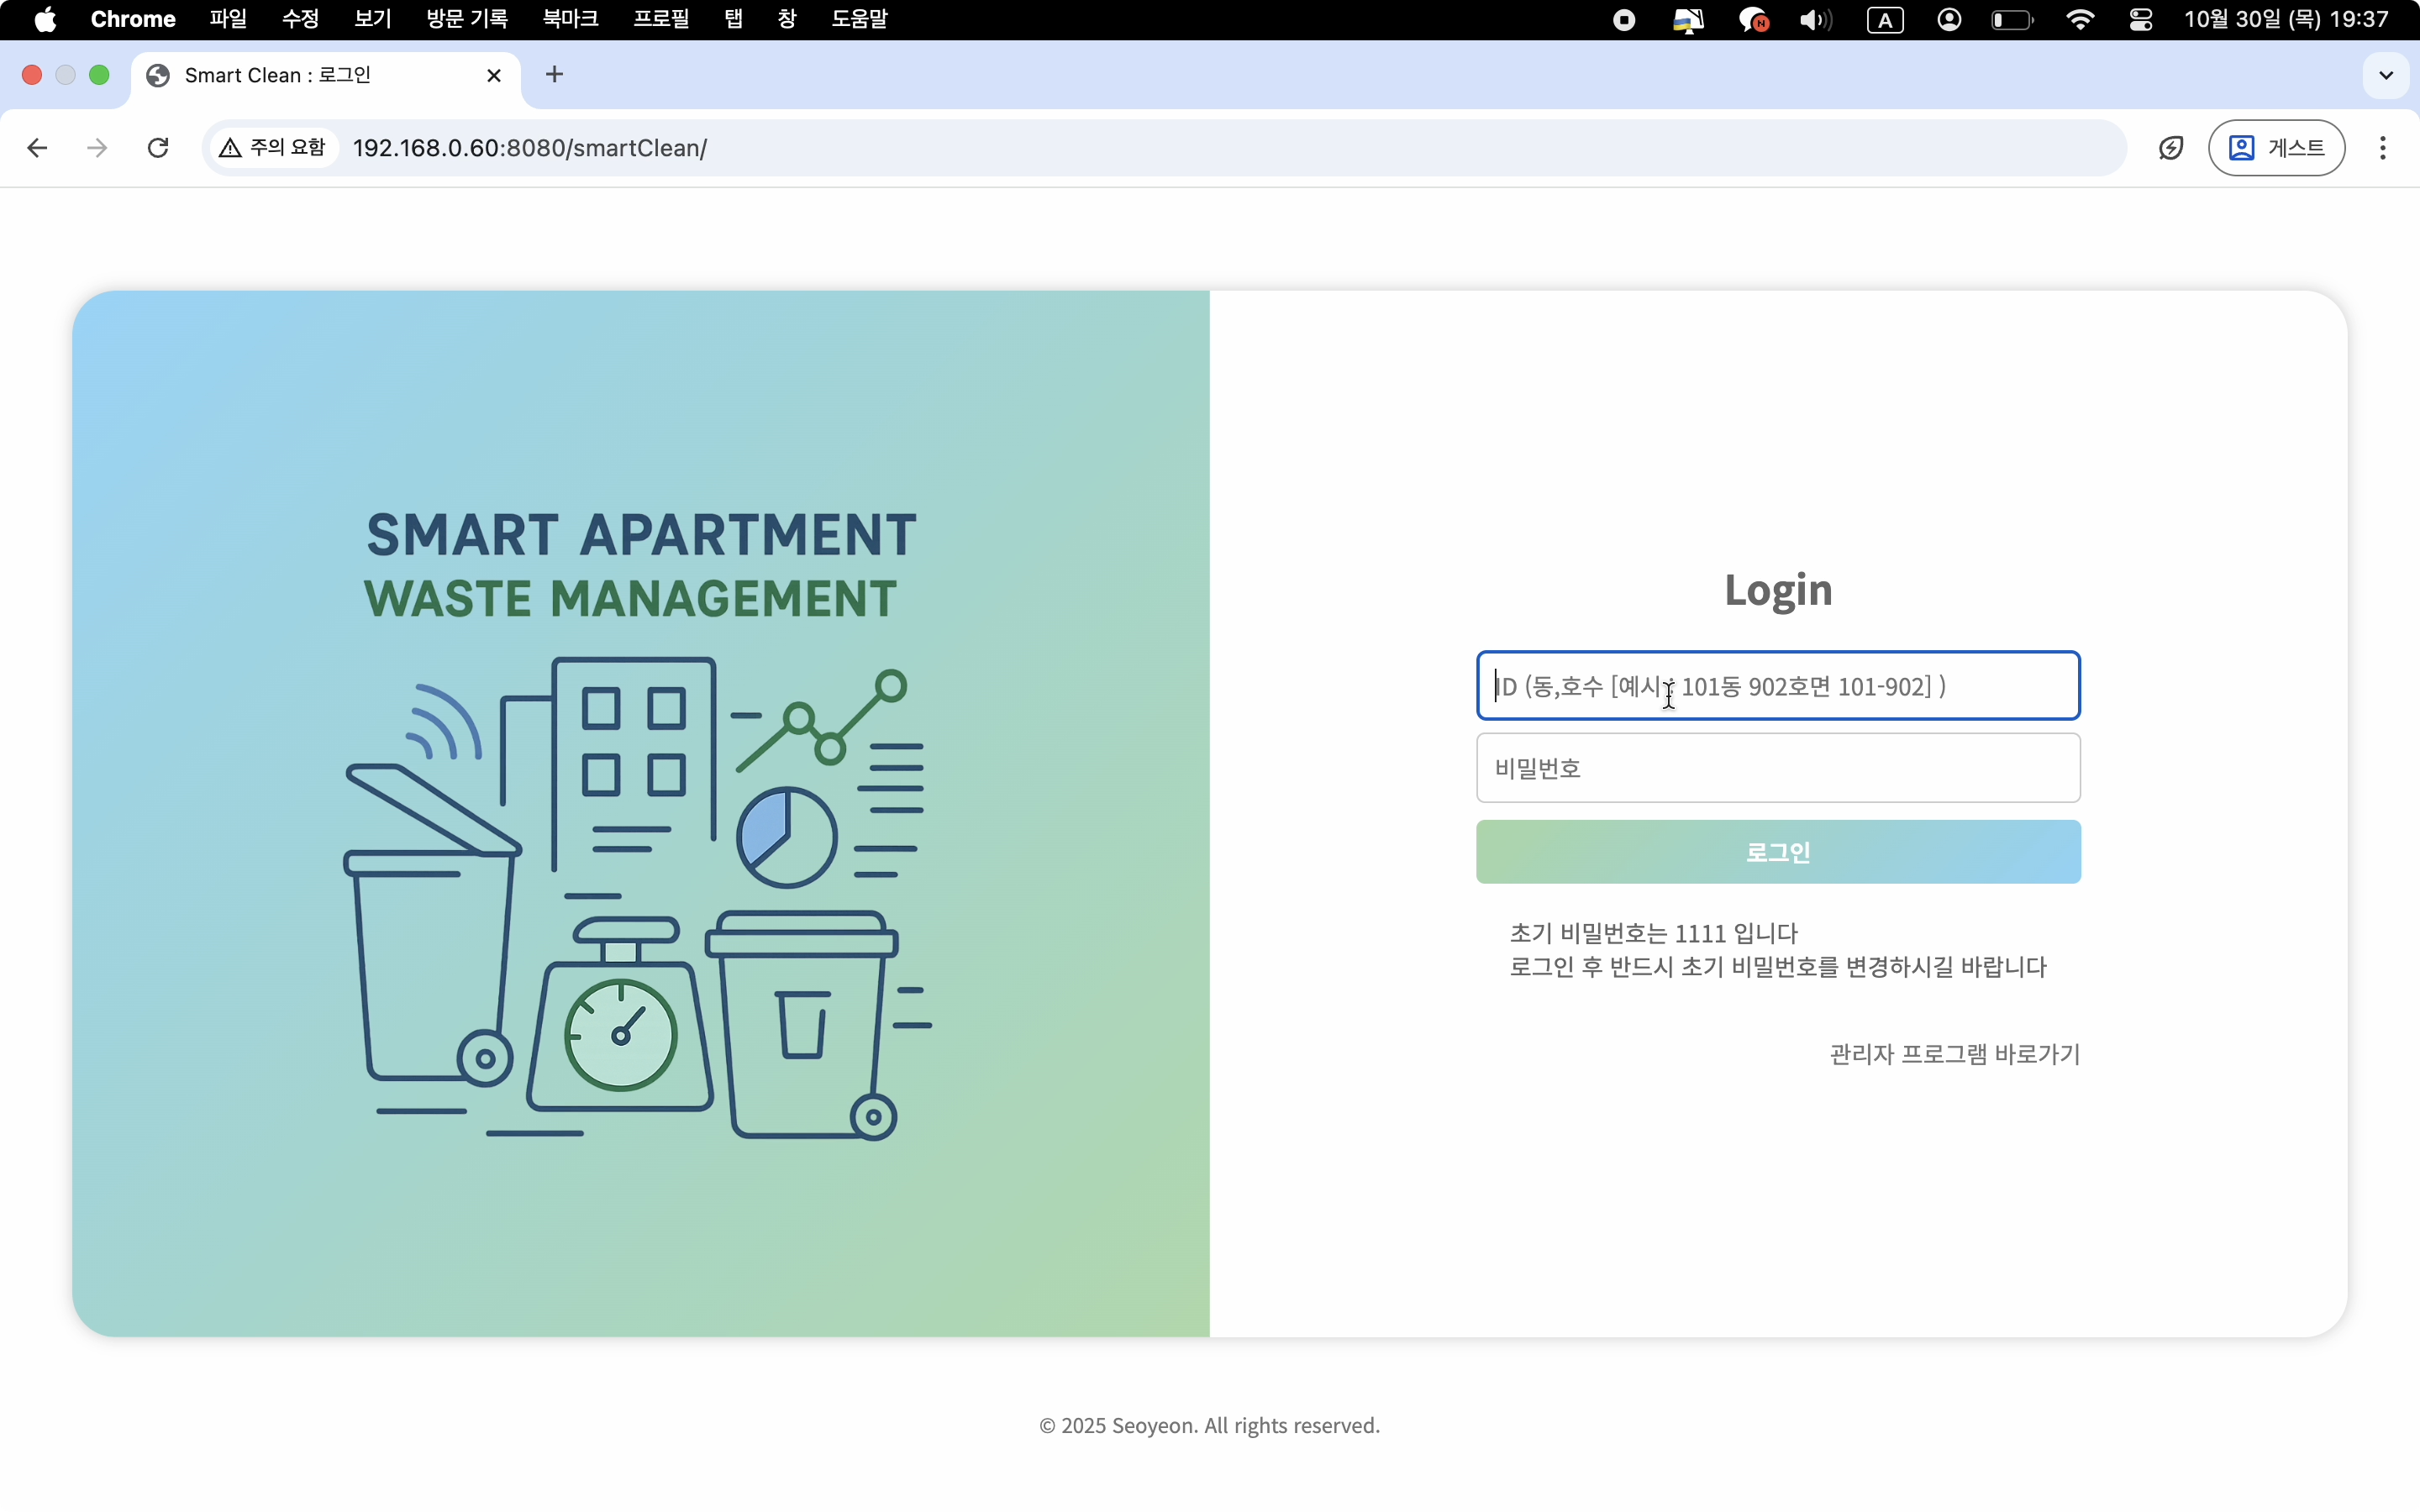 Chrome 파일 수정 보기 방문 기록 북마크 프로필 탭 창 도움말 N A 10월 30일 (목) 19:37
Smart Clean : 로그인
주의 요함 192.168.0.60:8080/smartClean/ 게스트
SMART APARTMENT
WASTE MANAGEMENT
Login
ID (동,호수 [예시 : 101동 902호면 101-902] )
비밀번호
로그인
초기 비밀번호는 1111 입니다
로그인 후 반드시 초기 비밀번호를 변경하시길 바랍니다
관리자 프로그램 바로가기
© 2025 Seoyeon. All rights reserved.